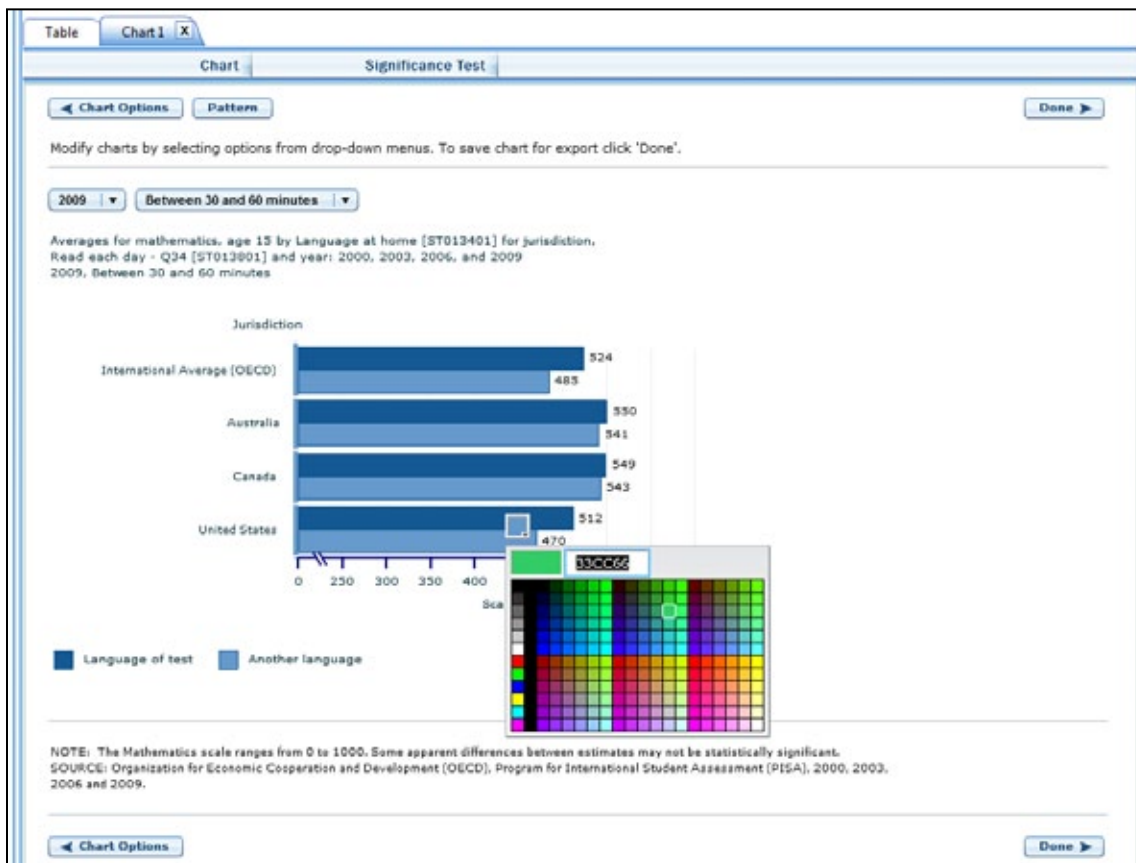 Table Chart 1 X
Chart Significance Test
Chart Options Pattern Done
Modify charts by selecting options from drop-down menus. To save chart for export click 'Done'.
2009 Between 30 and 60 minutes
Averages for mathematics, age 15 by Language at home [ST013401] for jurisdiction,
Read each day - Q34 [ST013801] and year: 2000, 2003, 2006, and 2009
2009, Between 30 and 60 minutes
Jurisdiction
524
International Average (OECD)
485
550
Australia
541
549
Canada
543
512
United States
470
33CC66
0 250 300 350 400
Sca
Language of test Another language
NOTE: The Mathematics scale ranges from 0 to 1000. Some apparent differences between estimates may not be statistically significant.
SOURCE: Organization for Economic Cooperation and Development (OECD), Program for International Student Assessment (PISA), 2000, 2003,
2006 and 2009.
Chart Options Done